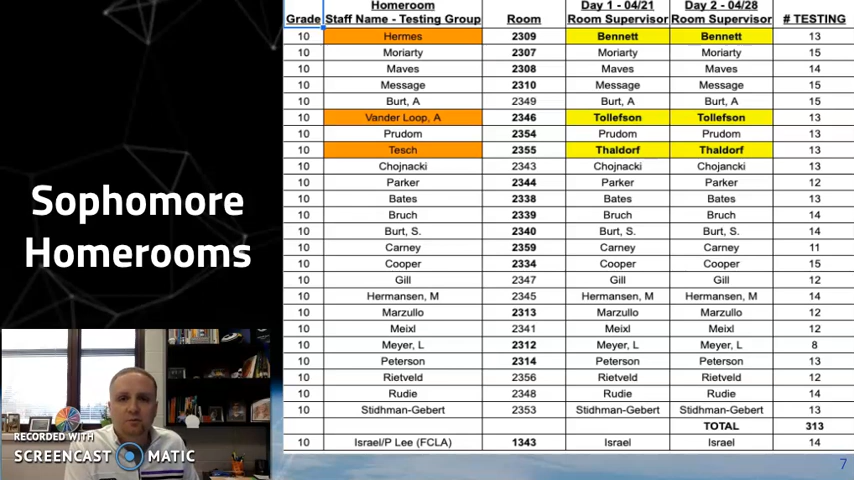 Homeroom Day 1 - 04/21 Day 2 - 04/28
Grade Staff Name - Testing Group Room Room Supervisor Room Supervisor # TESTING
10 Hermes 2309 Bennett Bennett 13
10 Moriarty 2307 Moriarty Moriarty 15
10 Maves 2308 Maves Maves 14
10 Message 2310 Message Message 15
10 Burt, A 2349 Burt, A Burt, A 15
10 Vander Loop, A 2346 Tollefson Tollefson 13
10 Prudom 2354 Prudom Prudom 13
10 Tesch 2355 Thaldorf Thaldorf 13
10 Chojnacki 2343 Chojnacki Chojancki 13
10 Parker 2344 Parker Parker 12
10 Bates 2338 Bates Bates 13
10 Bruch 2339 Bruch Bruch 14
10 Burt, S. 2340 Burt, S. Burt, S. 14
10 Carney 2359 Carney Carney 11
10 Cooper 2334 Cooper Cooper 15
10 Gill 2347 Gill Gill 12
10 Hermansen, M 2345 Hermansen, M Hermansen, M 14
10 Marzullo 2313 Marzullo Marzullo 12
10 Meixl 2341 Meixl Meixl 12
10 Meyer, L 2312 Meyer, L Meyer, L 8
10 Peterson 2314 Peterson Peterson 13
10 Rietveld 2356 Rietveld Rietveld 12
10 Rudie 2348 Rudie Rudie 14
10 Stidhman-Gebert 2353 Stidhman-Gebert Stidhman-Gebert 13
TOTAL 313
10 Israel/P Lee (FCLA) 1343 Israel Israel 14
Sophomore
Homerooms
RECORDED WITH
SCREENCAST MATIC
7